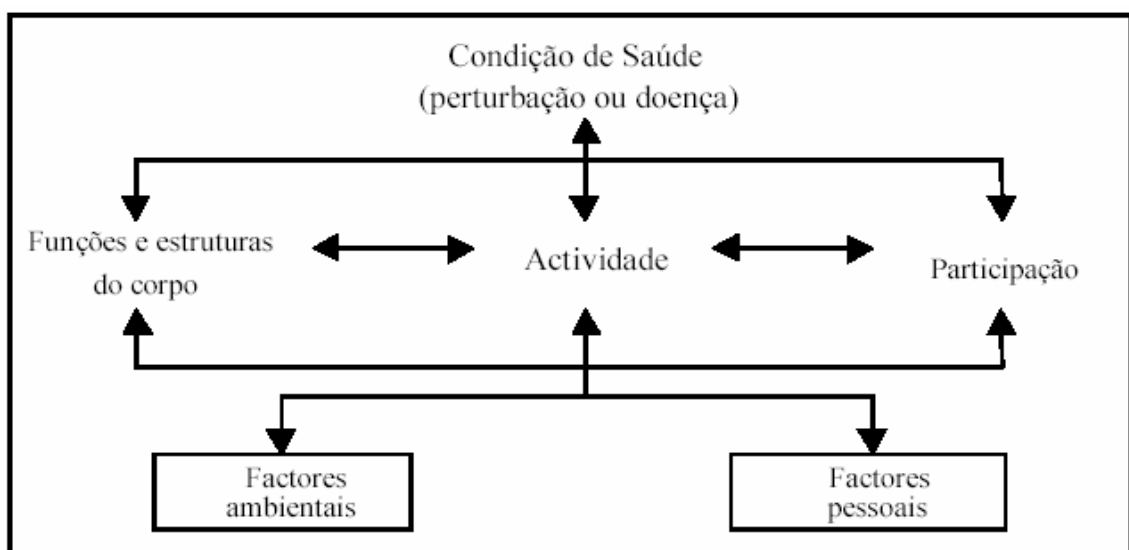 Condição de Saúde
(perturbação ou doença)
Funções e estruturas
do corpo
Actividade
Participação
Factores
ambientais
Factores
pessoais